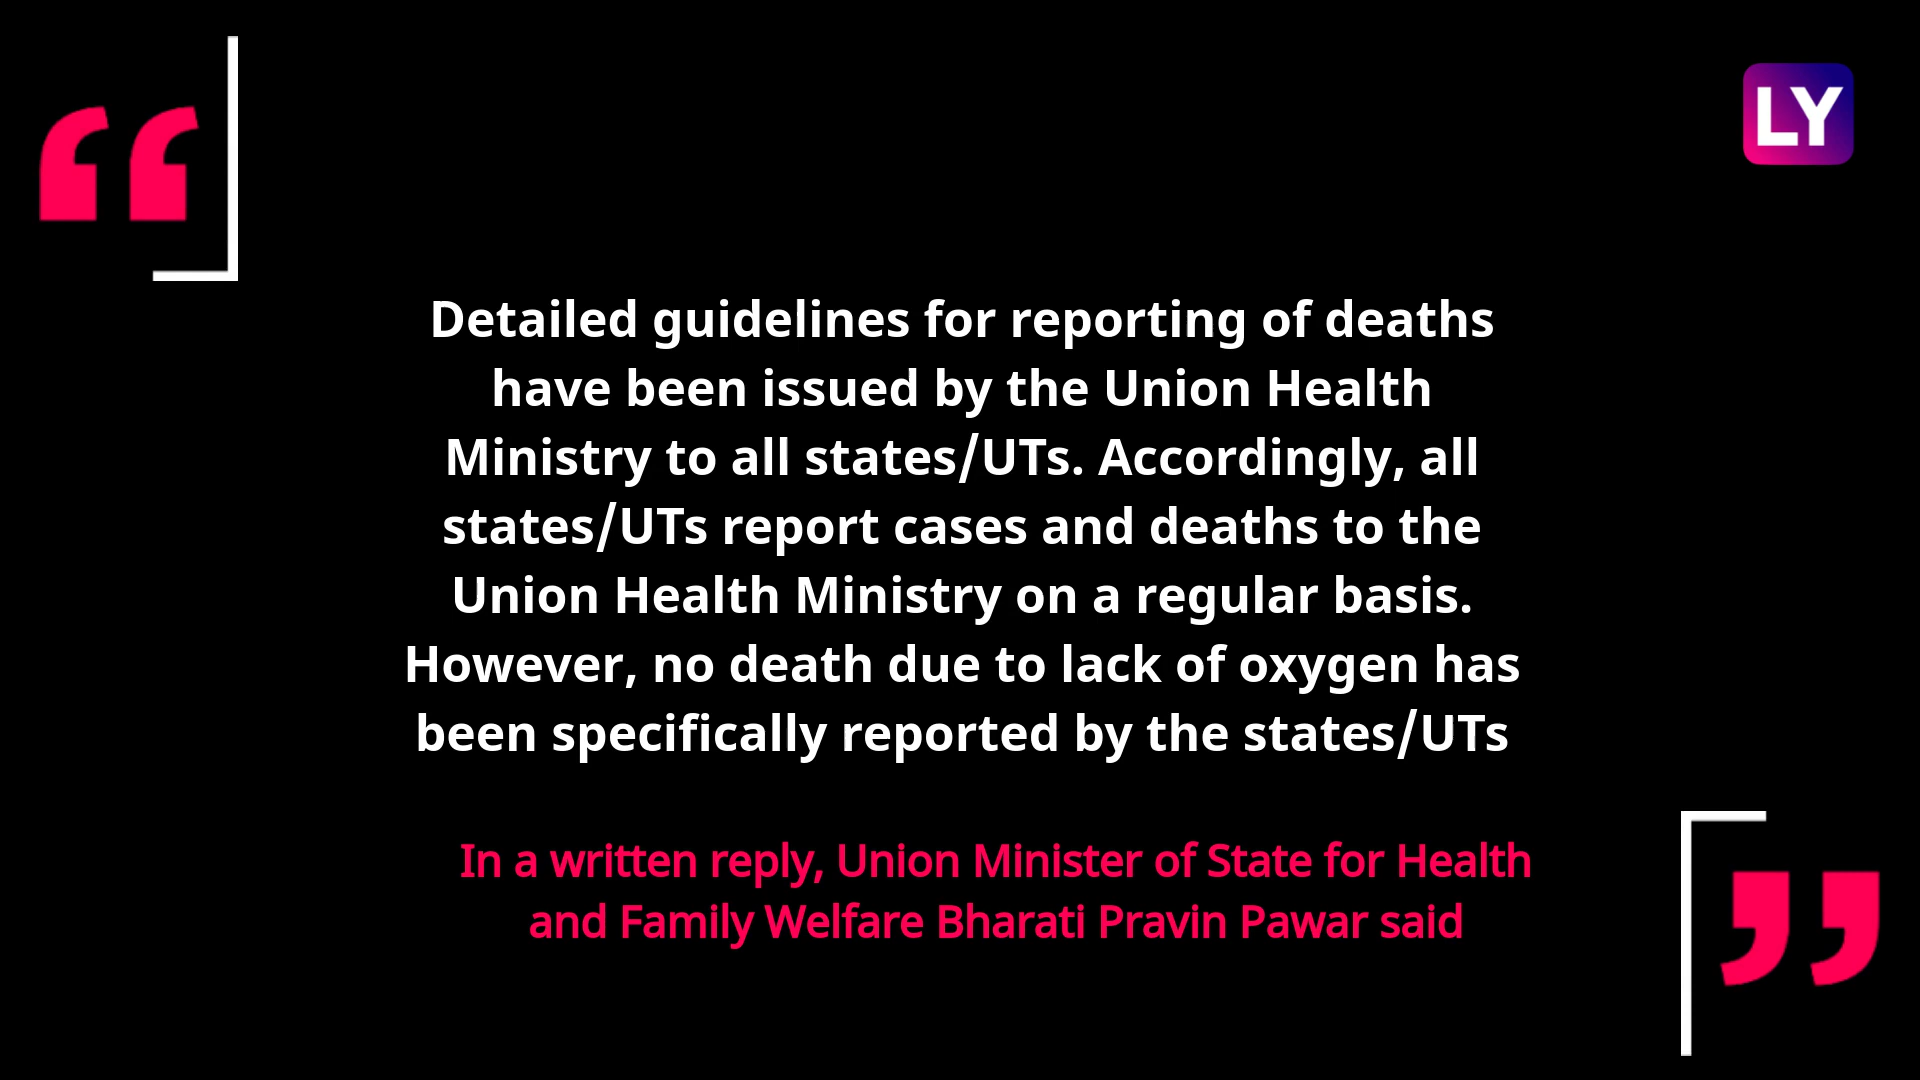 LY
Detailed guidelines for reporting of deaths
have been issued by the Union Health
Ministry to all states/UTs. Accordingly, all
states/UTs report cases and deaths to the
Union Health Ministry on a regular basis.
However, no death due to lack of oxygen has
been specifically reported by the states/UTs
In a written reply, Union Minister of State for Health
and Family Welfare Bharati Pravin Pawar said